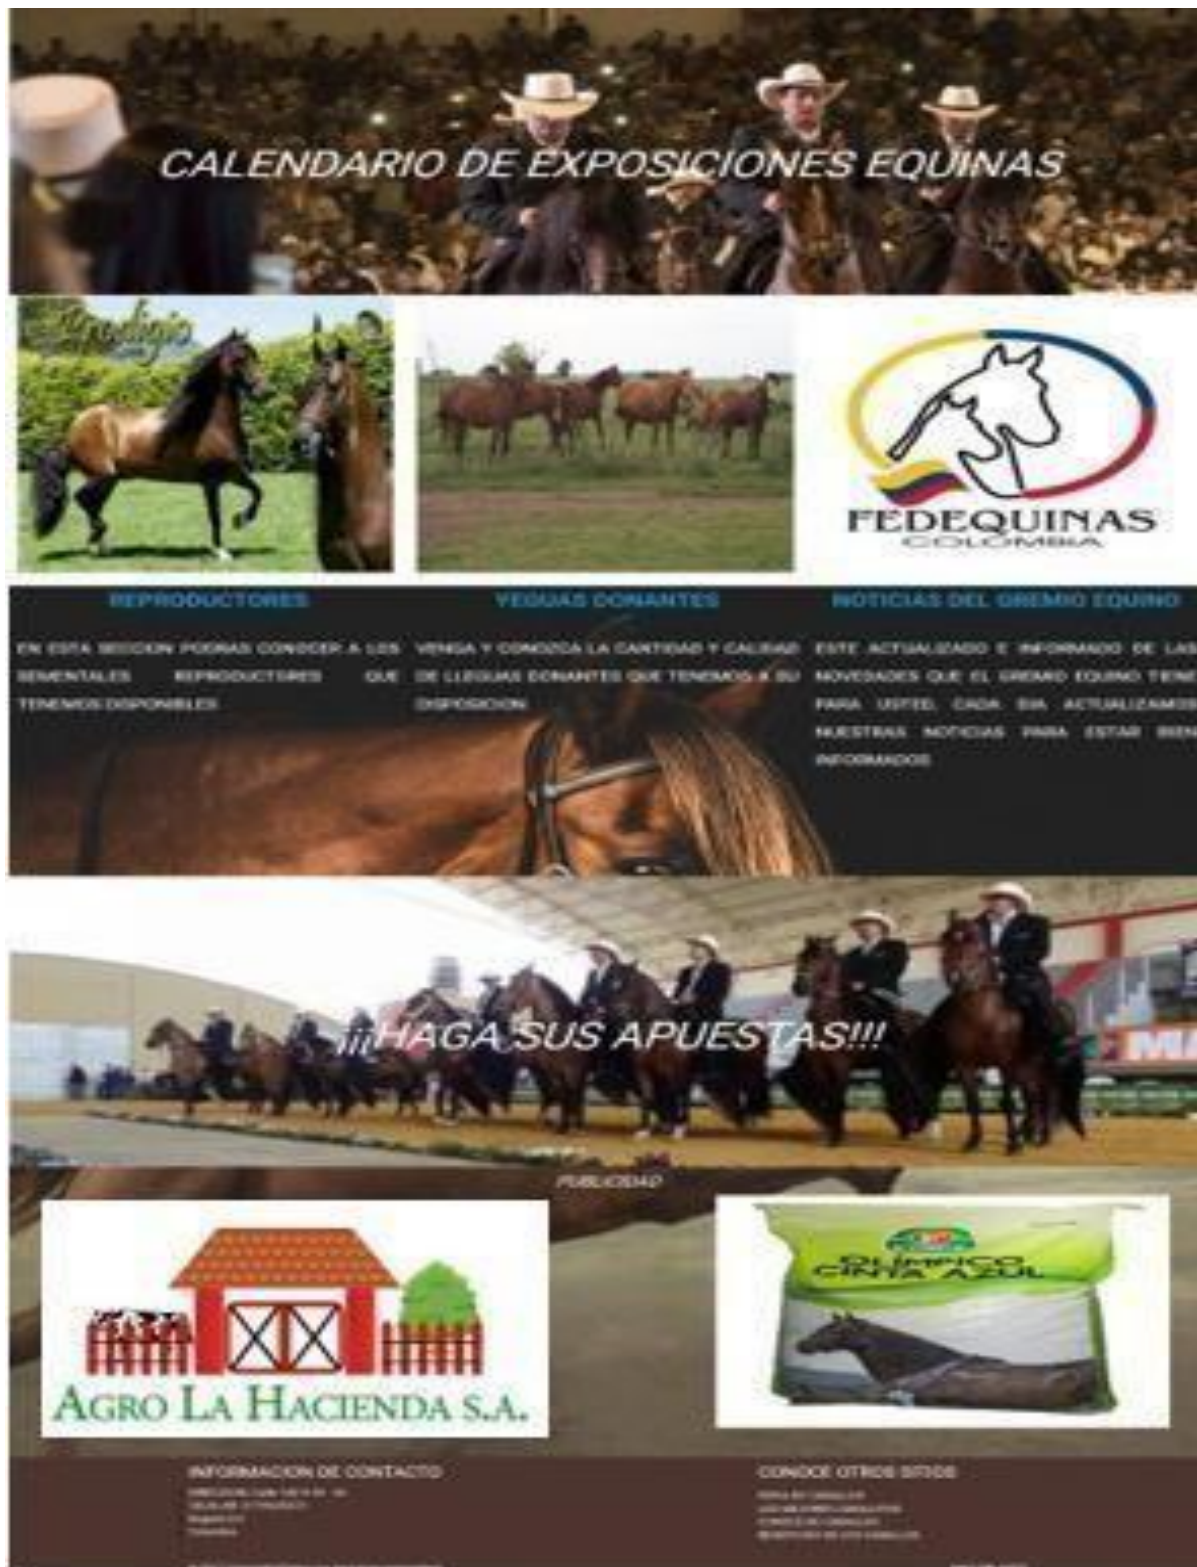 CALENDARIO DE EXPOSICIONES EQUINAS
Prodigio
FEDEQUINAS
COLOMBIA
REPRODUCTORES
EN ESTA SECCION PODRAS CONOCER A LOS
SEMENTALES REPRODUCTORES QUE
TENEMOS DISPONIBLES
YEGUAS DONANTES
VENGA Y CONOZCA LA CANTIDAD Y CALIDAD
DE LLEGUAS DONANTES QUE TENEMOS A SU
DISPOSICION
NOTICIAS DEL GREMIO EQUINO
ESTE ACTUALIZADO E INFORMADO DE LAS
NOVEDADES QUE EL GREMIO EQUINO TIENE
PARA USTED, CADA DIA ACTUALIZAMOS
NUESTRAS NOTICIAS PARA ESTAR BIEN
INFORMADOS
¡¡¡HAGA SUS APUESTAS!!!
MA
PUBLICIDAD
AGRO LA HACIENDA S.A.
OLIMPICO
CINTA AZUL
INFORMACION DE CONTACTO
Colombia
CONOCE OTROS SITIOS